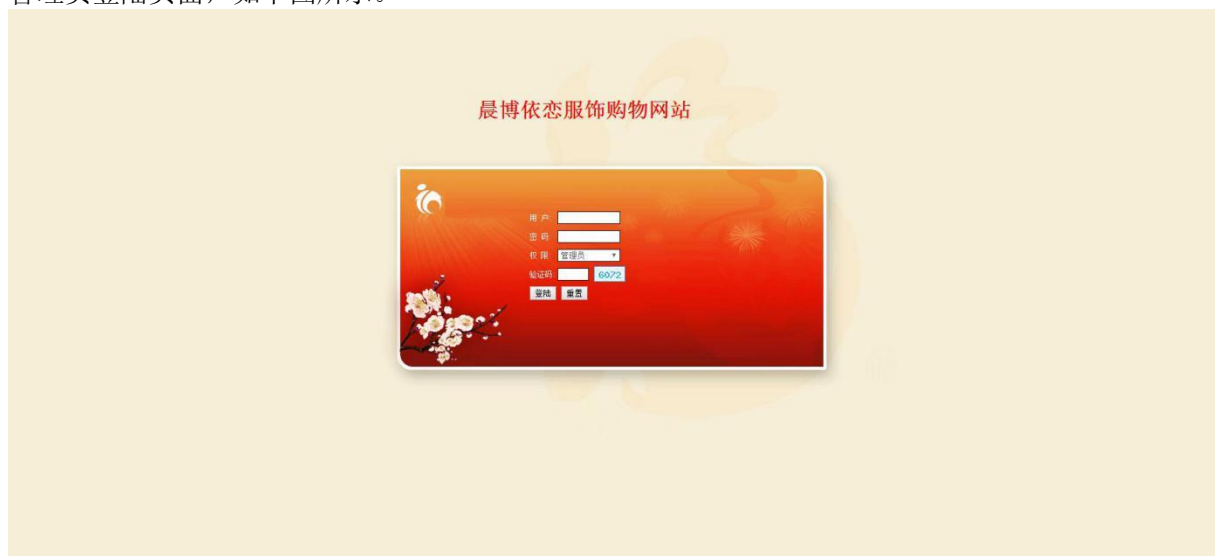 管理员登陆页面，如下图所示。
晨博依恋服饰购物网站
用 户
密 码
权 限 管理员
验证码 6072
登陆 重置